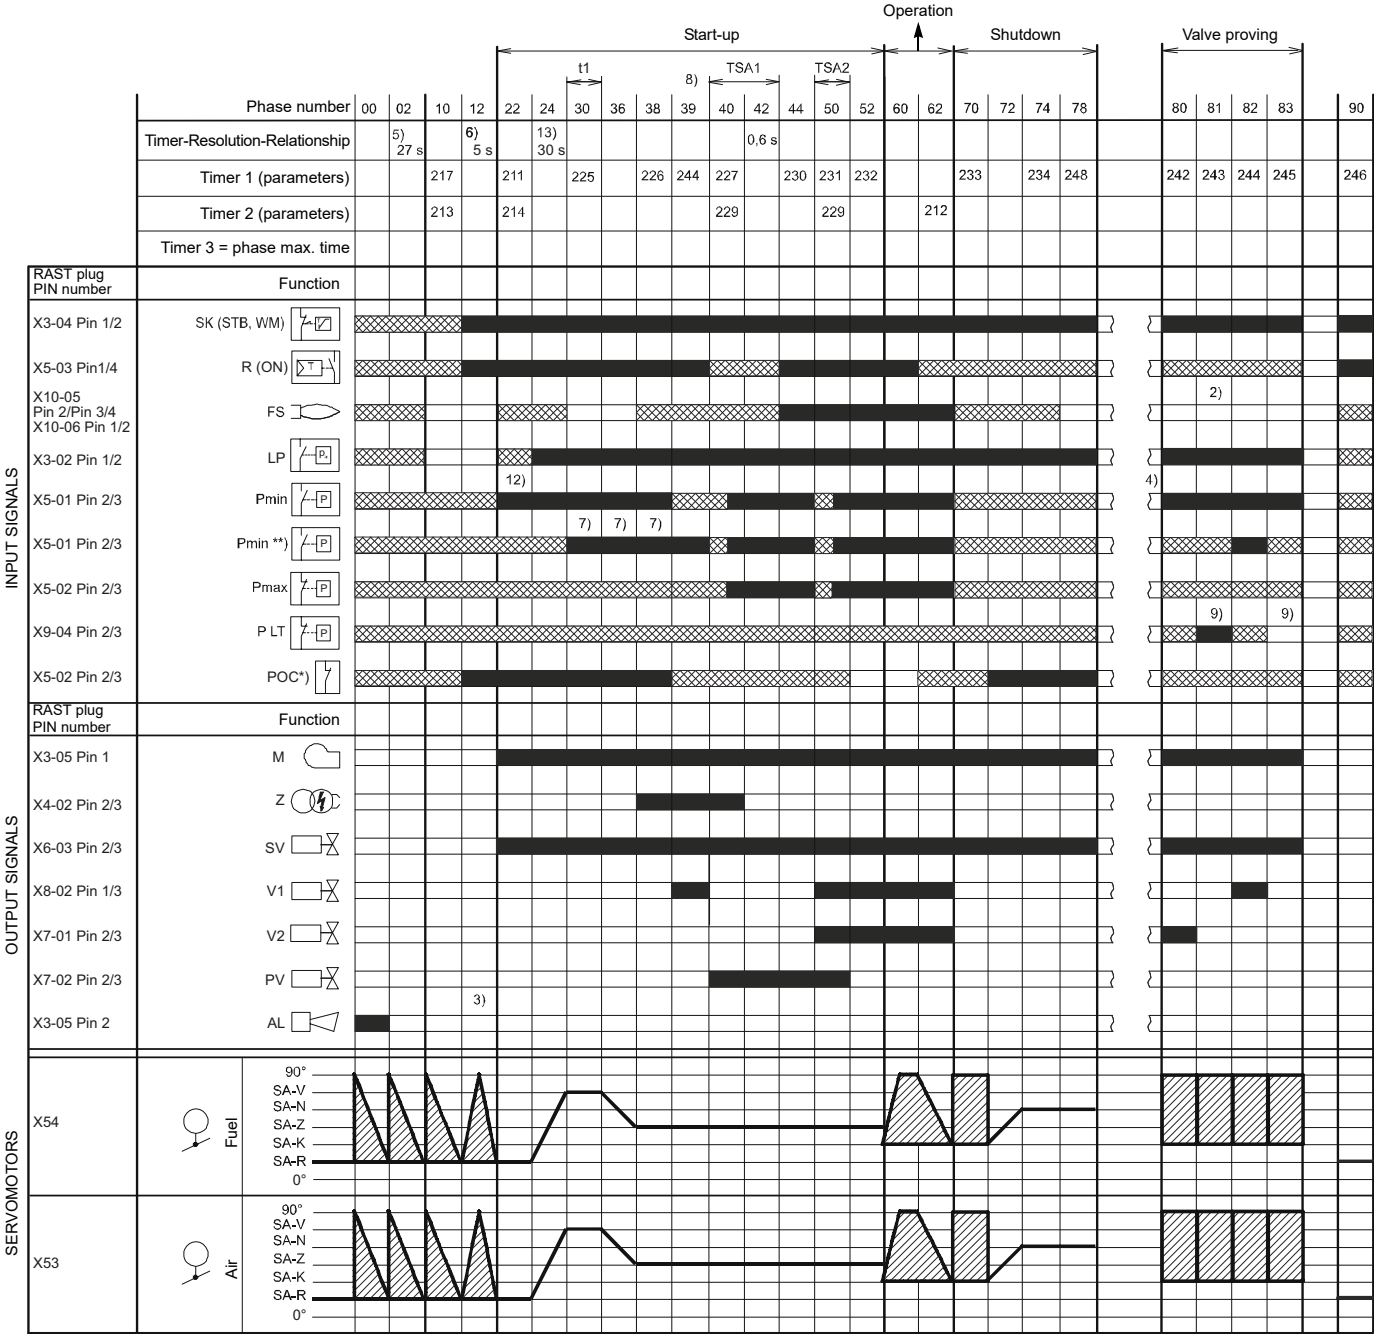 Operation
Start-up
Shutdown
Valve proving
t1
8)
TSA1
TSA2
Phase number 00 02 10 12 22 24 30 36 38 39 40 42 44 50 52 60 62 70 72 74 78 80 81 82 83 90
Timer-Resolution-Relationship 5) 27 s 6) 5 s 13) 30 s 0,6 s
Timer 1 (parameters) 217 211 225 226 244 227 230 231 232 233 234 248 242 243 244 245 246
Timer 2 (parameters) 213 214 229 229 212
Timer 3 = phase max. time
RAST plug
PIN number
Function
INPUT SIGNALS
X3-04 Pin 1/2 SK (STB, WM)
X5-03 Pin1/4 R (ON) T
2)
X10-05
Pin 2/Pin 3/4
X10-06 Pin 1/2
FS
X3-02 Pin 1/2 LP P
12) 4)
X5-01 Pin 2/3 Pmin P
7) 7) 7)
X5-01 Pin 2/3 Pmin **) P
X5-02 Pin 2/3 Pmax P
9) 9)
X9-04 Pin 2/3 P LT P
X5-02 Pin 2/3 POC*)
RAST plug
PIN number
Function
OUTPUT SIGNALS
X3-05 Pin 1 M
X4-02 Pin 2/3 Z
X6-03 Pin 2/3 SV
X8-02 Pin 1/3 V1
X7-01 Pin 2/3 V2
X7-02 Pin 2/3 PV
3)
X3-05 Pin 2 AL
SERVOMOTORS
X54
Fuel
90°
SA-V
SA-N
SA-Z
SA-K
SA-R
0°
X53
Air
90°
SA-V
SA-N
SA-Z
SA-K
SA-R
0°